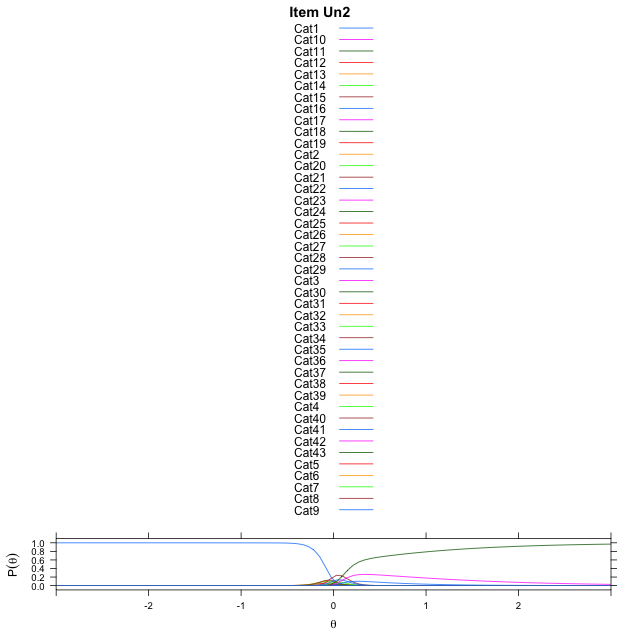 Item Un2
Cat1
Cat10
Cat11
Cat12
Cat13
Cat14
Cat15
Cat16
Cat17
Cat18
Cat19
Cat2
Cat20
Cat21
Cat22
Cat23
Cat24
Cat25
Cat26
Cat27
Cat28
Cat29
Cat3
Cat30
Cat31
Cat32
Cat33
Cat34
Cat35
Cat36
Cat37
Cat38
Cat39
Cat4
Cat40
Cat41
Cat42
Cat43
Cat5
Cat6
Cat7
Cat8
Cat9
P(θ)
1.0
0.8
0.6
0.4
0.2
0.0
-2 -1 0 1 2
θ